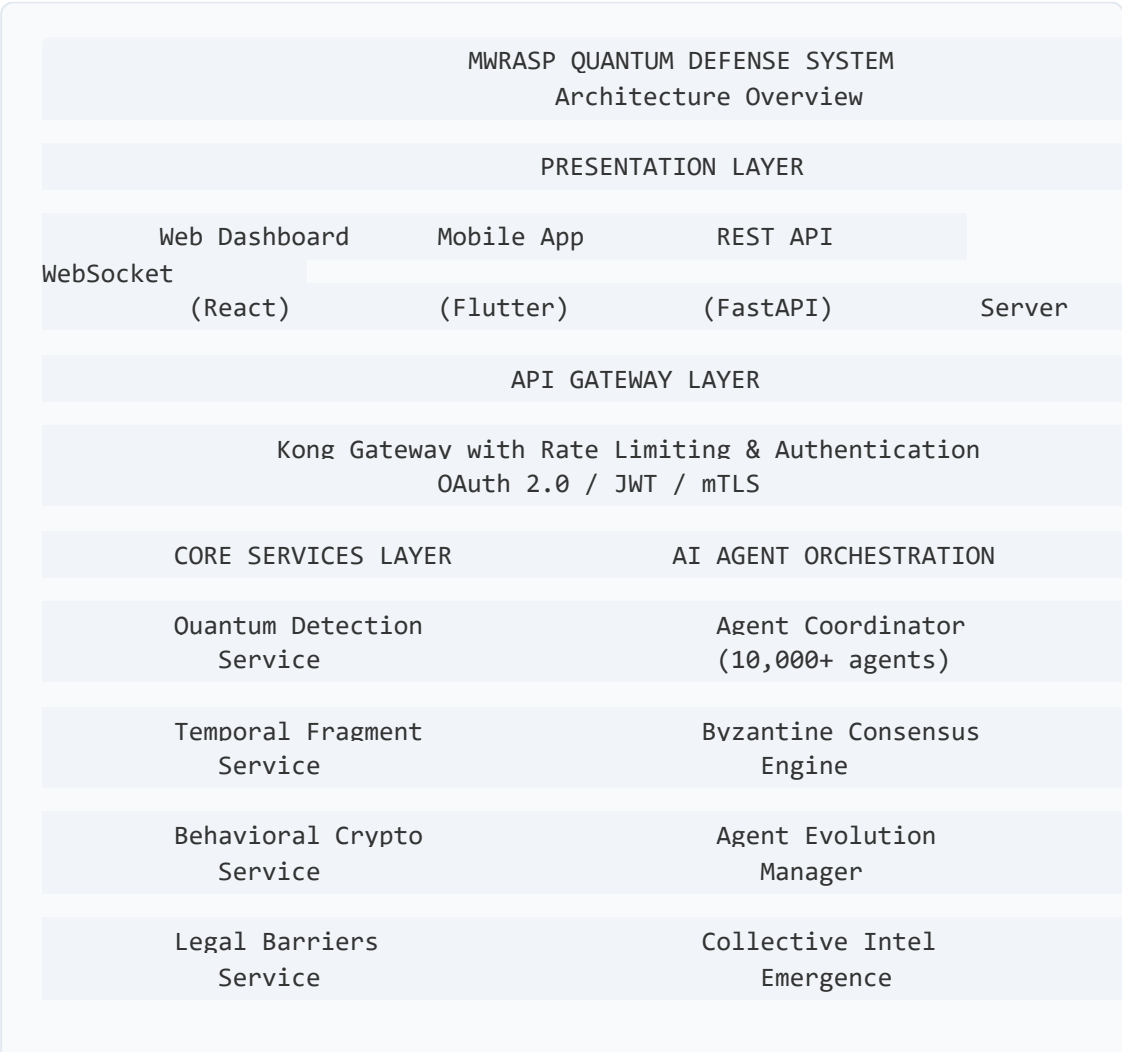 MWRASP QUANTUM DEFENSE SYSTEM
Architecture Overview
PRESENTATION LAYER
Web Dashboard Mobile App REST API
WebSocket
(React) (Flutter) (FastAPI) Server
API GATEWAY LAYER
Kong Gateway with Rate Limiting & Authentication
OAuth 2.0 / JWT / mTLS
CORE SERVICES LAYER AI AGENT ORCHESTRATION
Quantum Detection Agent Coordinator
Service (10,000+ agents)
Temporal Fragment Byzantine Consensus
Service Engine
Behavioral Crypto Agent Evolution
Service Manager
Legal Barriers Collective Intel
Service Emergence